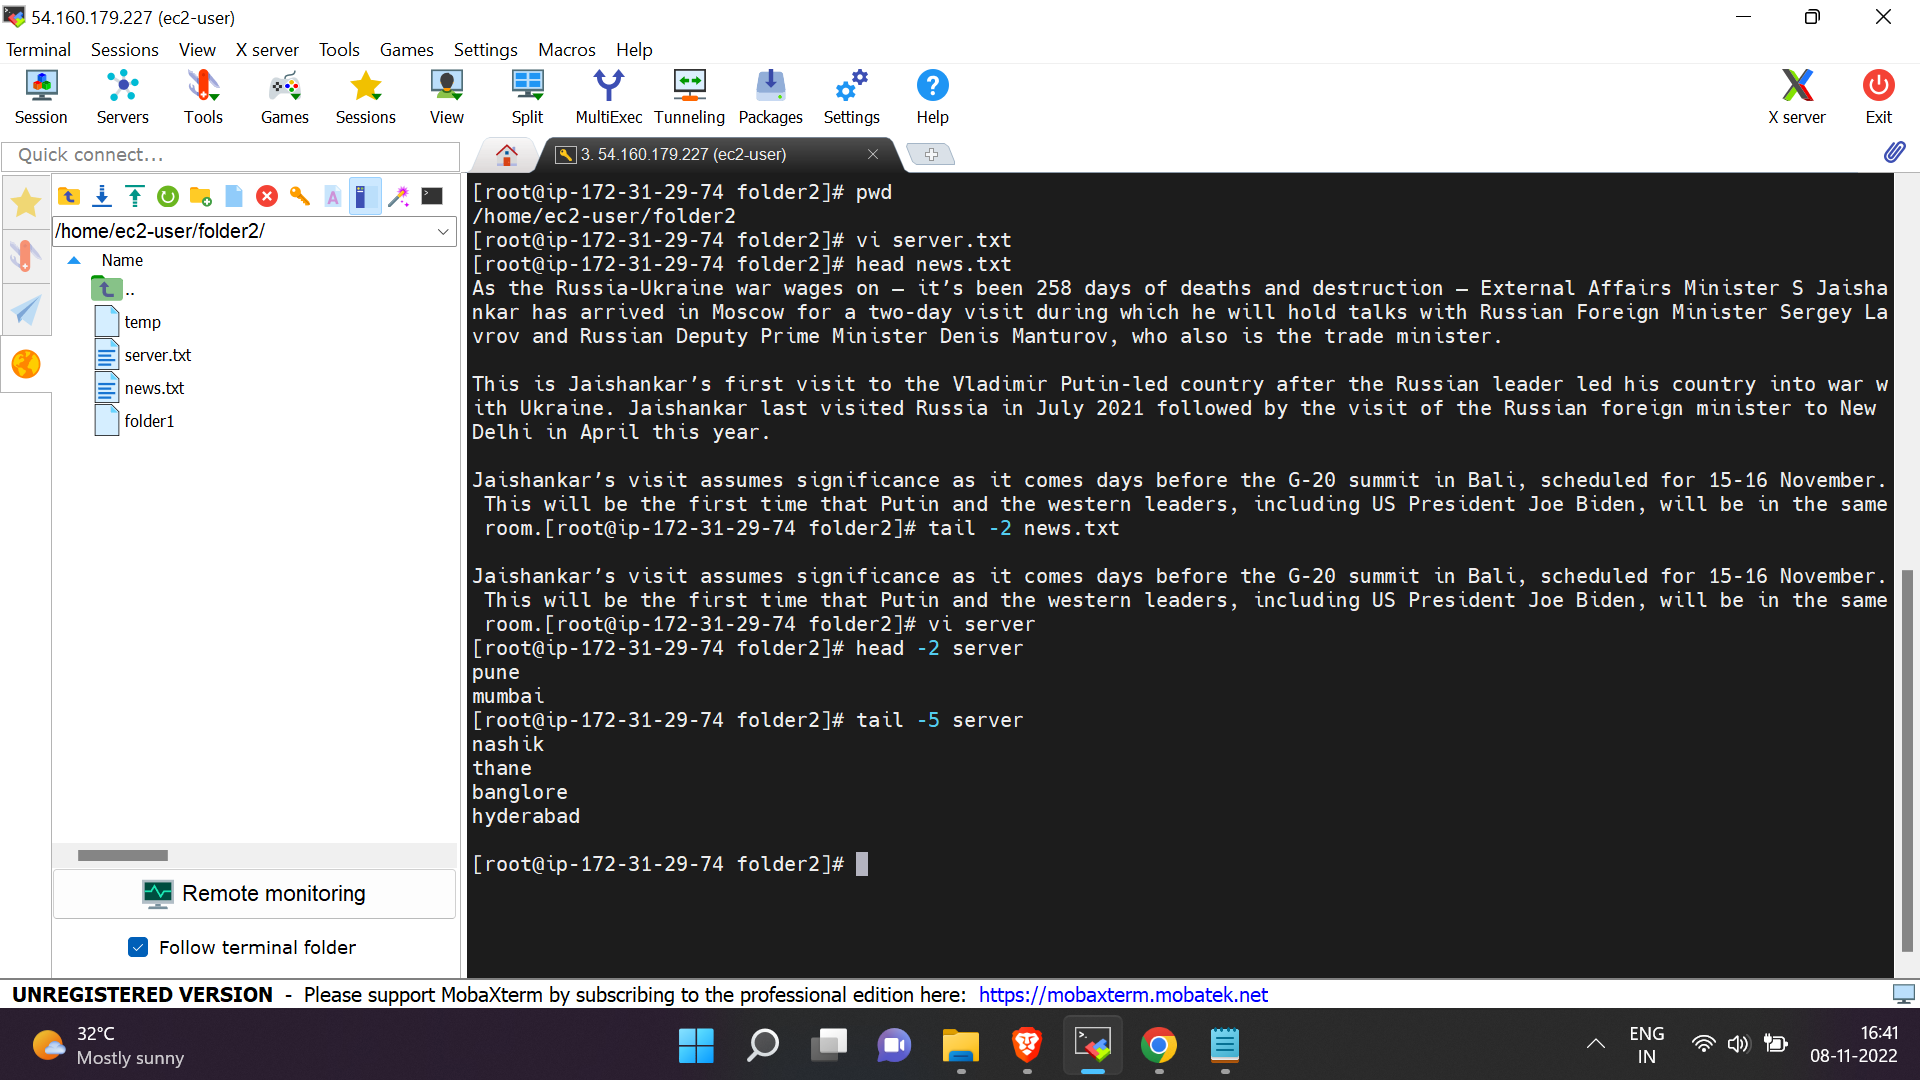 54.160.179.227 (ec2-user)
Terminal Sessions View X server Tools Games Settings Macros Help
Session Servers Tools Games Sessions View Split MultiExec Tunneling Packages Settings Help X server Exit
Quick connect...
3. 54.160.179.227 (ec2-user)
/home/ec2-user/folder2/
Name
..
temp
server.txt
news.txt
folder1
Remote monitoring
Follow terminal folder
[root@ip-172-31-29-74 folder2]# pwd
/home/ec2-user/folder2
[root@ip-172-31-29-74 folder2]# vi server.txt
[root@ip-172-31-29-74 folder2]# head news.txt
As the Russia-Ukraine war wages on — it’s been 258 days of deaths and destruction — External Affairs Minister S Jaisha
nkar has arrived in Moscow for a two-day visit during which he will hold talks with Russian Foreign Minister Sergey La
vrov and Russian Deputy Prime Minister Denis Manturov, who also is the trade minister.
This is Jaishankar’s first visit to the Vladimir Putin-led country after the Russian leader led his country into war w
ith Ukraine. Jaishankar last visited Russia in July 2021 followed by the visit of the Russian foreign minister to New
Delhi in April this year.
Jaishankar’s visit assumes significance as it comes days before the G-20 summit in Bali, scheduled for 15-16 November.
This will be the first time that Putin and the western leaders, including US President Joe Biden, will be in the same
room.[root@ip-172-31-29-74 folder2]# tail -2 news.txt
Jaishankar’s visit assumes significance as it comes days before the G-20 summit in Bali, scheduled for 15-16 November.
This will be the first time that Putin and the western leaders, including US President Joe Biden, will be in the same
room.[root@ip-172-31-29-74 folder2]# vi server
[root@ip-172-31-29-74 folder2]# head -2 server
pune
mumbai
[root@ip-172-31-29-74 folder2]# tail -5 server
nashik
thane
banglore
hyderabad
[root@ip-172-31-29-74 folder2]#
UNREGISTERED VERSION - Please support MobaXterm by subscribing to the professional edition here: https://mobaxterm.mobatek.net
32°C
Mostly sunny
ENG
IN
16:41
08-11-2022